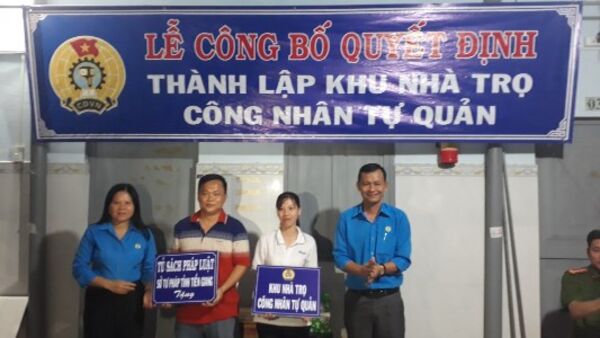 LỄ CÔNG BỐ QUYẾT ĐỊNH
THÀNH LẬP KHU NHÀ TRỌ
CÔNG NHÂN TỰ QUẢN
CĐVN
TỦ SÁCH PHÁP LUẬT
SỞ TƯ PHÁP TỈNH TIỀN GIANG
Tặng
KHU NHÀ TRỌ
CÔNG NHÂN TỰ QUẢN